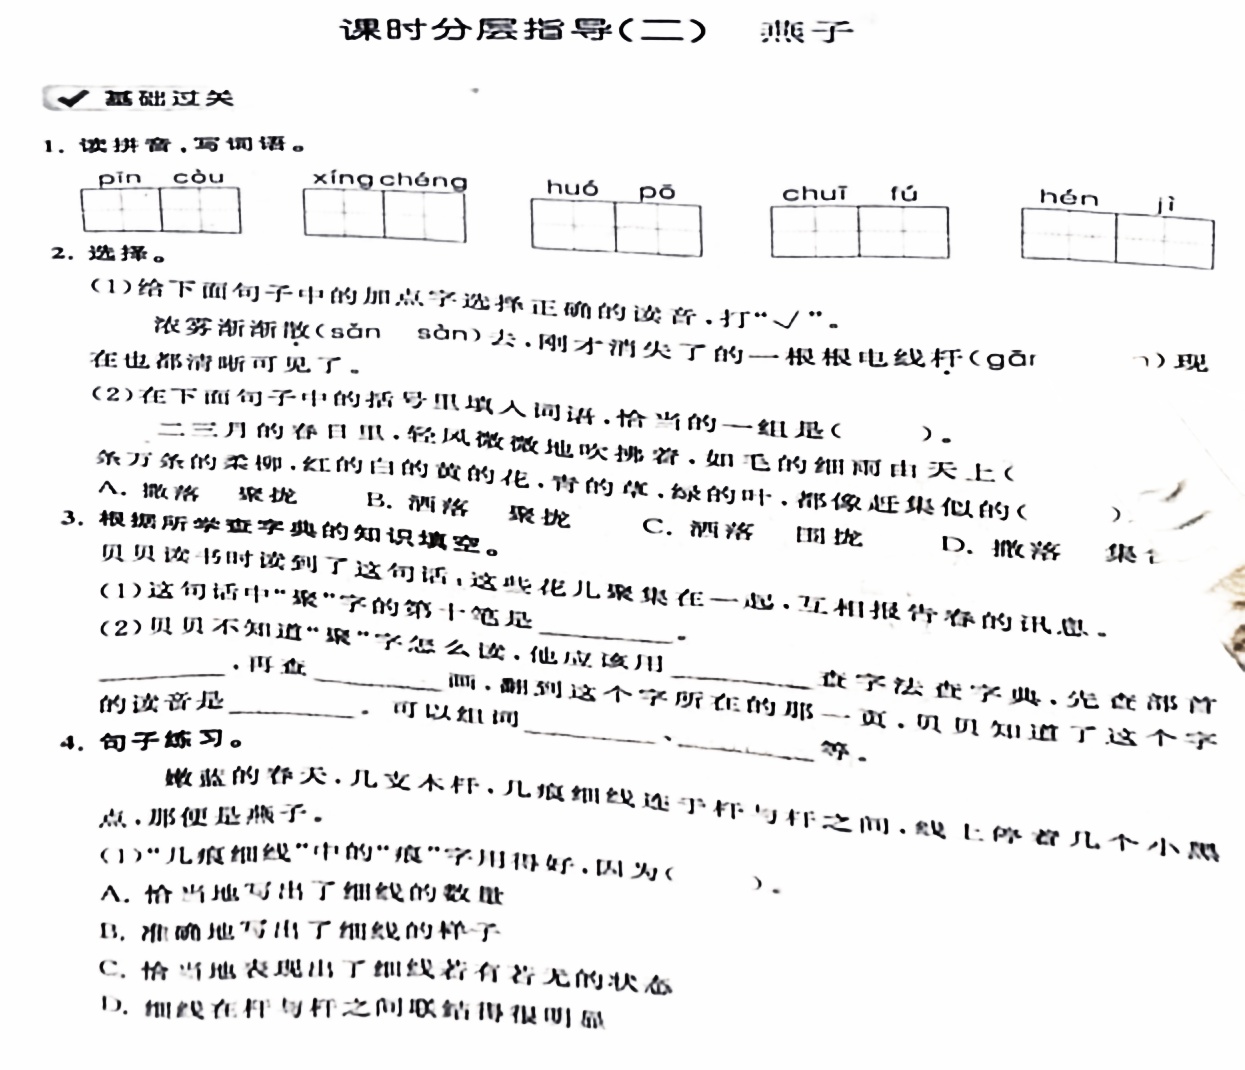 课时分层指导(二)　燕子
基础过关
1. 读拼音,写词语。
pīn còu　xíng chéng　huó pō　chuī fú　hén jì
2. 选择。
(1)给下面句子中的加点字选择正确的读音,打“√”。
浓雾渐渐散(sǎn　sàn)去,刚才消失了的一根根电线杆(gān　)现
在也都清晰可见了。
(2)在下面句子中的括号里填入词语,恰当的一组是(　　)。
二三月的春日里,轻风微微地吹拂着,如毛的细雨由天上(
条万条的柔柳,红的白的黄的花,青的草,绿的叶,都像赶集似的(　　)
A. 撒落　聚拢　B. 洒落　聚拢　C. 洒落　围拢　D. 撒落　集
3. 根据所学查字典的知识填空。
贝贝读书时读到了这句话:这些花儿聚集在一起,互相报告春的讯息。
(1)这句话中“聚”字的第十笔是________。
(2)贝贝不知道“聚”字怎么读,他应该用________查字法查字典,先查部首
________,再查________画,翻到这个字所在的那一页,贝贝知道了这个字
的读音是________。可以组词________、________等。
4. 句子练习。
嫩蓝的春天,几支木杆,几痕细线连于杆与杆之间,线上停着几个小黑
点,那便是燕子。
(1)“几痕细线”中的“痕”字用得好,因为(　　)。
A. 恰当地写出了细线的数量
B. 准确地写出了细线的样子
C. 恰当地表现出了细线若有若无的状态
D. 细线在杆与杆之间联结得很明显